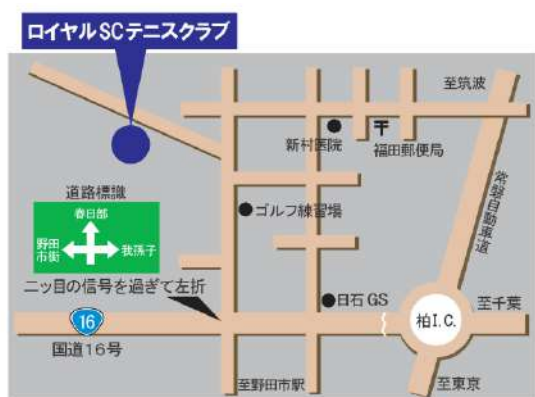 ロイヤルSCテニスクラブ
至筑波
新村医院
〒
福田郵便局
常磐自動車道
道路標識
春日部
野田
市街
我孫子
ゴルフ練習場
二ッ目の信号を過ぎて左折
日石GS
16
国道16号
柏I.C.
至千葉
至野田市駅
至東京